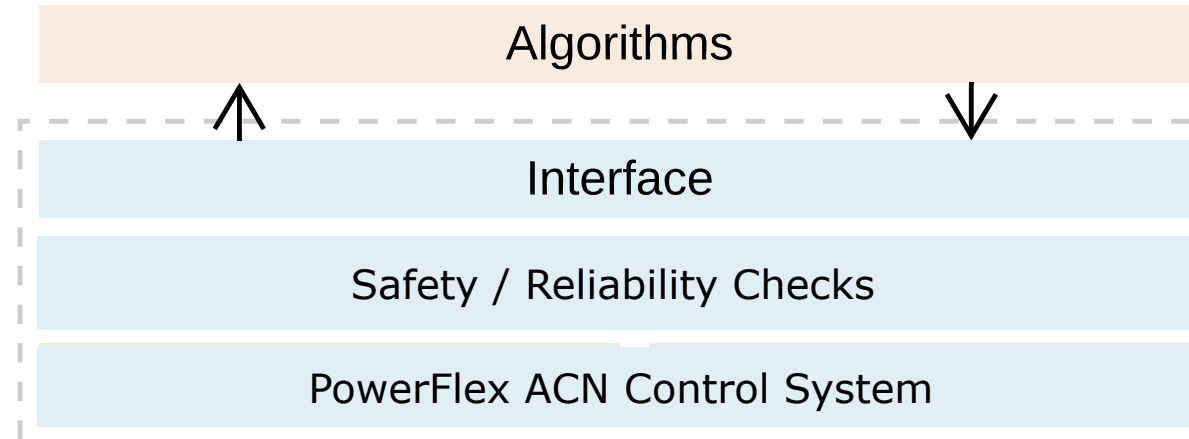 Algorithms
Interface
Safety / Reliability Checks
PowerFlex ACN Control System